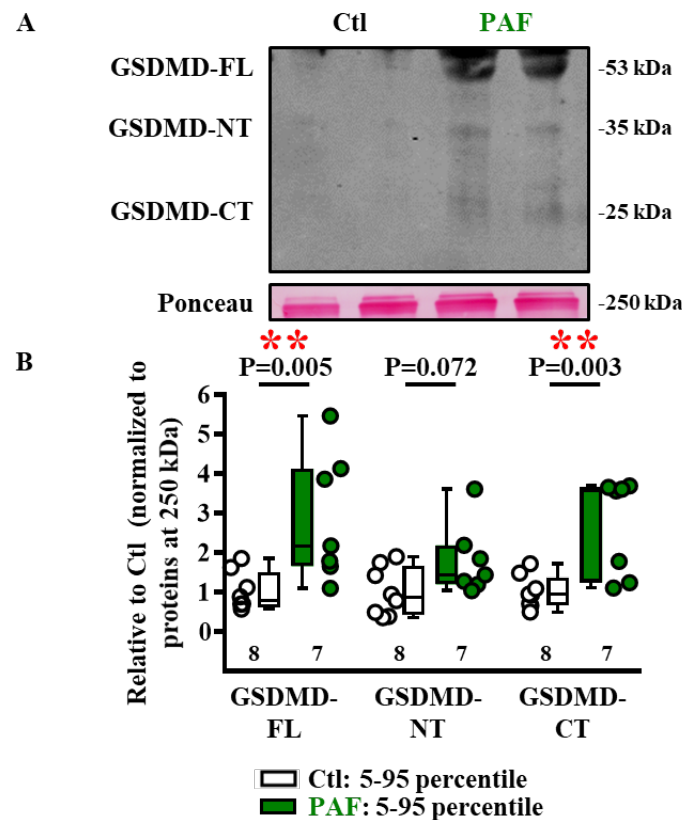 A
Ctl PAF
GSDMD-FL -53 kDa
GSDMD-NT -35 kDa
GSDMD-CT -25 kDa
Ponceau -250 kDa
** **
B
P=0.005 P=0.072 P=0.003
Relative to Ctl (normalized to
proteins at 250 kDa)
6
5
4
3
2
1
0
8 7 8 7 8 7
GSDMD- GSDMD- GSDMD-
FL NT CT
Ctl: 5-95 percentile
PAF: 5-95 percentile